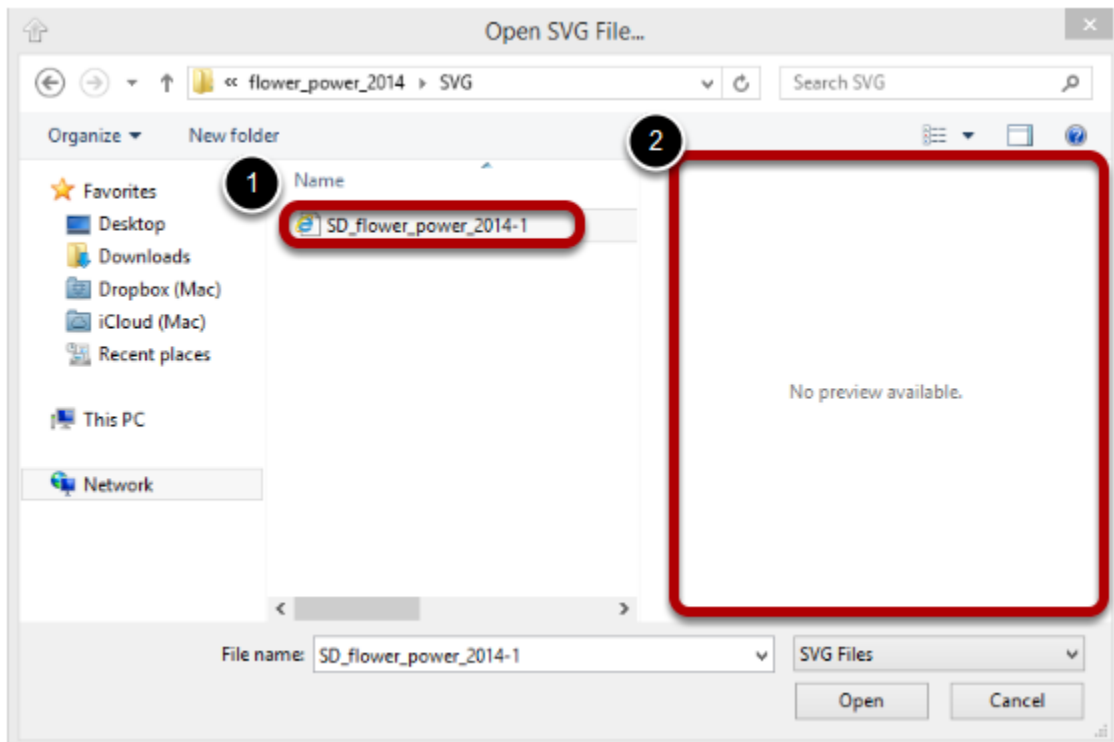 Open SVG File...
« flower_power_2014 ▸ SVG
Search SVG
Organize
New folder
2
1
Name
Favorites
SD_flower_power_2014-1
Desktop
Downloads
Dropbox (Mac)
iCloud (Mac)
Recent places
No preview available.
This PC
Network
File name: SD_flower_power_2014-1
SVG Files
Open
Cancel